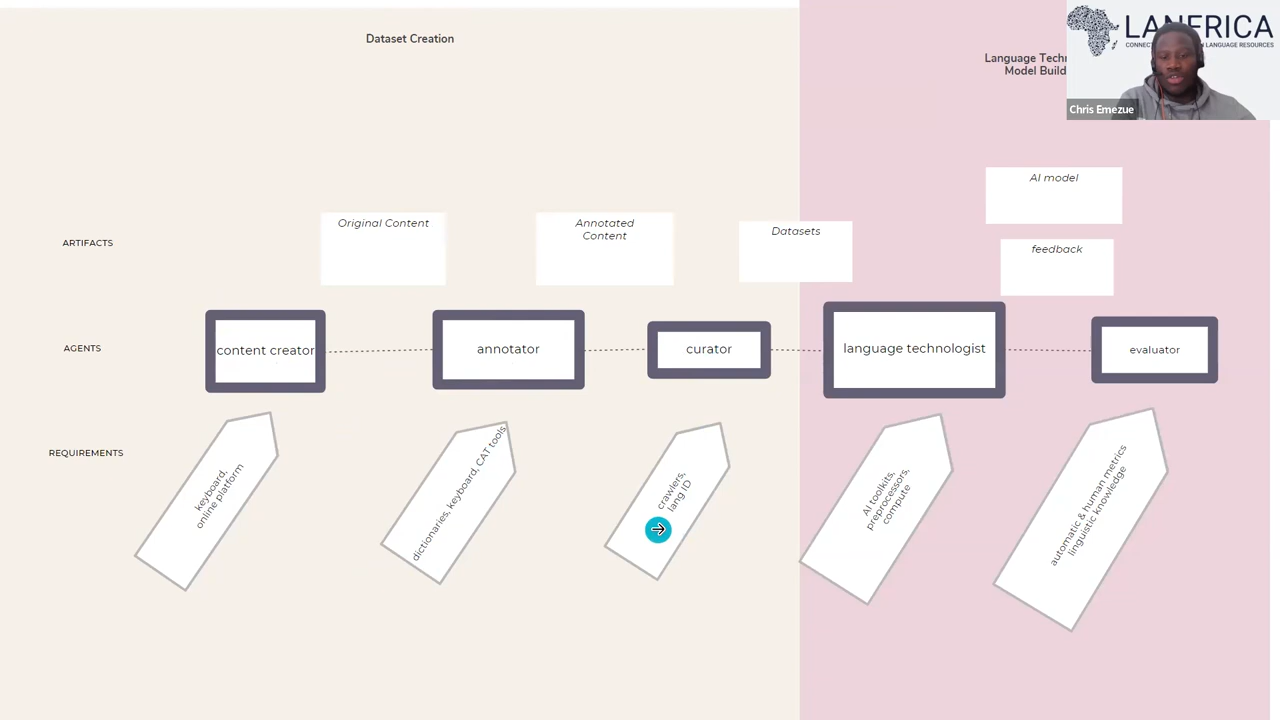 Dataset Creation
Language Tech
Model Build
LANFRICA
Chris Emezue
AI model
Original Content
Annotated
Content
Datasets
feedback
ARTIFACTS
AGENTS
content creator
annotator
curator
language technologist
evaluator
REQUIREMENTS
keyboard,
online platform
dictionaries, keyboard, CAT tools
crawlers,
lang ID
AI toolkits,
preprocessors,
compute
automatic & human metrics
linguistic knowledge